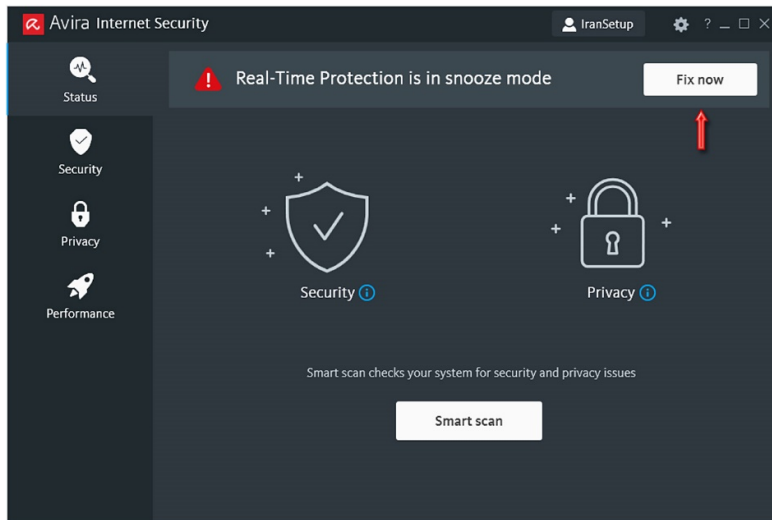 Avira Internet Security
IranSetup
?
Status
Real-Time Protection is in snooze mode
Fix now
Security
Privacy
Performance
Security
Privacy
Smart scan checks your system for security and privacy issues
Smart scan